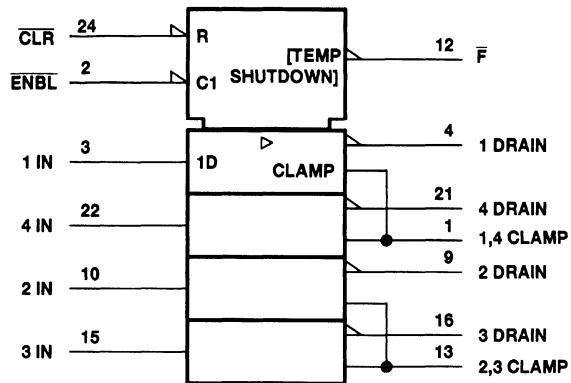 CLR 24 R 12 F
[TEMP SHUTDOWN]
ENBL 2 C1
4 1 DRAIN
1 IN 3 1D CLAMP
21 4 DRAIN
4 IN 22
1 1,4 CLAMP
9 2 DRAIN
2 IN 10
16 3 DRAIN
3 IN 15
13 2,3 CLAMP